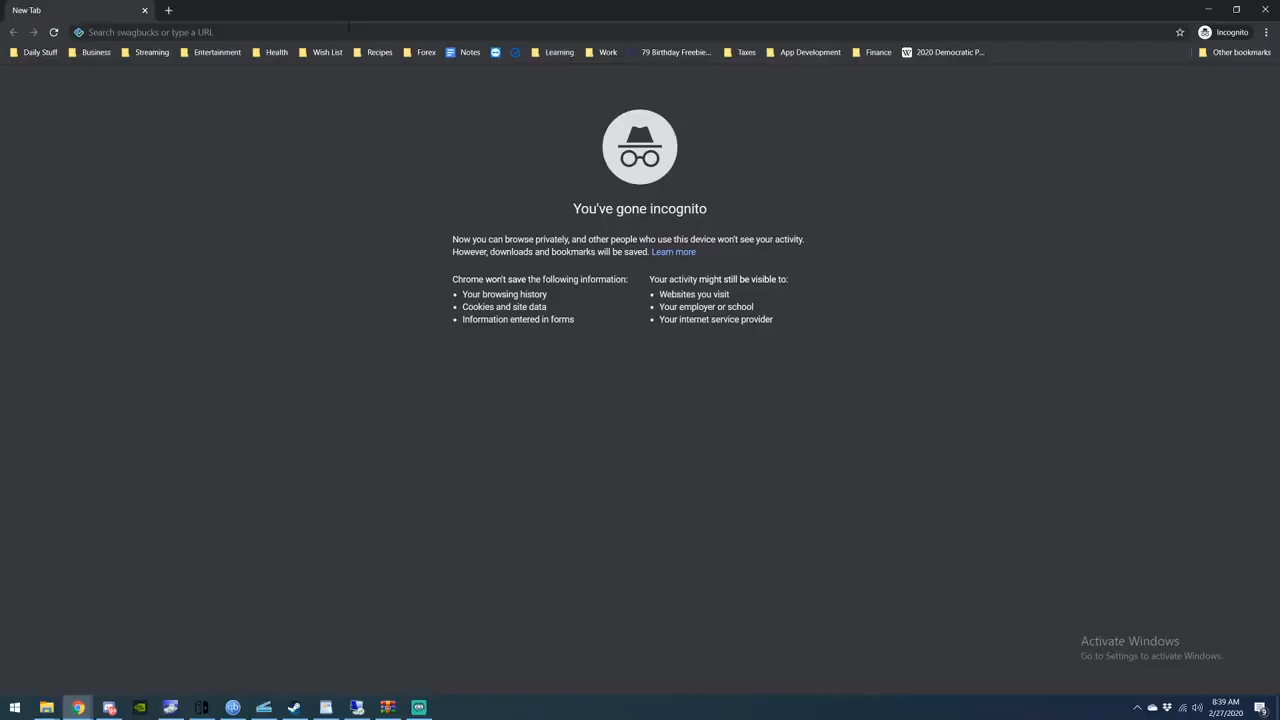 New Tab
Search swagbucks or type a URL
Incognito
Daily Stuff Business Streaming Entertainment Health Wish List Recipes Forex Notes Learning Work 79 Birthday Freebie... Taxes App Development Finance W 2020 Democratic P... Other bookmarks
You've gone incognito
Now you can browse privately, and other people who use this device won't see your activity.
However, downloads and bookmarks will be saved. Learn more
Chrome won't save the following information:
• Your browsing history
• Cookies and site data
• Information entered in forms
Your activity might still be visible to:
• Websites you visit
• Your employer or school
• Your internet service provider
Activate Windows
Go to Settings to activate Windows.
8:39 AM
2/27/2020